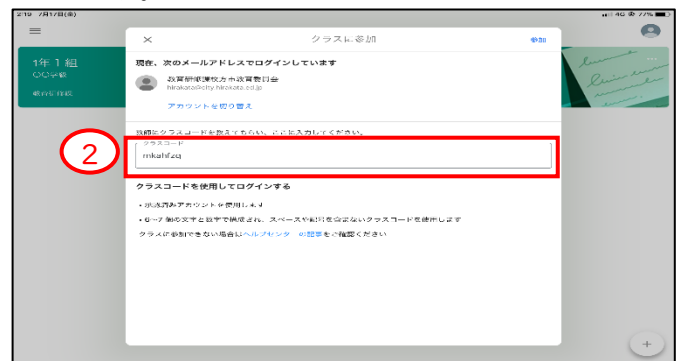 2:19 7月17日(金)
4G 77%
クラスに参加
参加
1年1組
〇〇学級
現在、次のメールアドレスでログインしています
教育研修課枚方市教育委員会
hirakata@city-hirakata.ed.jp
アカウントを切り替え
教師にクラスコードを教えてもらい、ここに入力してください。
クラスコード
mkahfzq
2
クラスコードを使用してログインする
・承認済みアカウントを使用します
・6~7 個の文字と数字で構成され、スペースや記号を含まないクラスコードを使用します
クラスに参加できない場合はヘルプセンターの記事をご確認ください